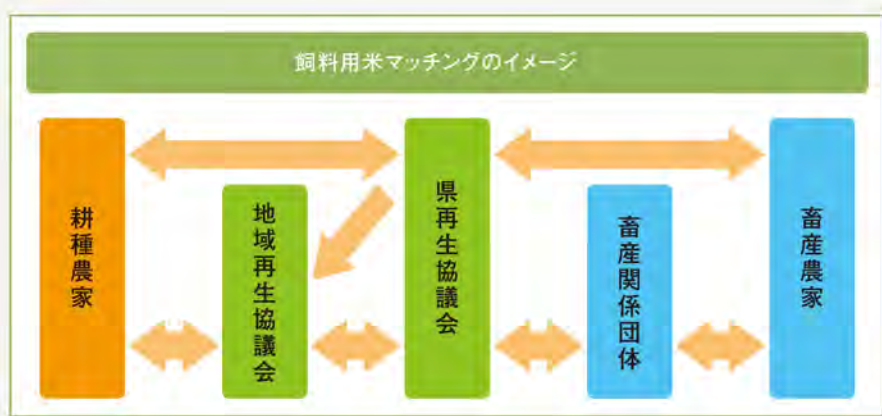 飼料用米マッチングのイメージ
耕種農家
地域再生協議会
県再生協議会
畜産関係団体
畜産農家